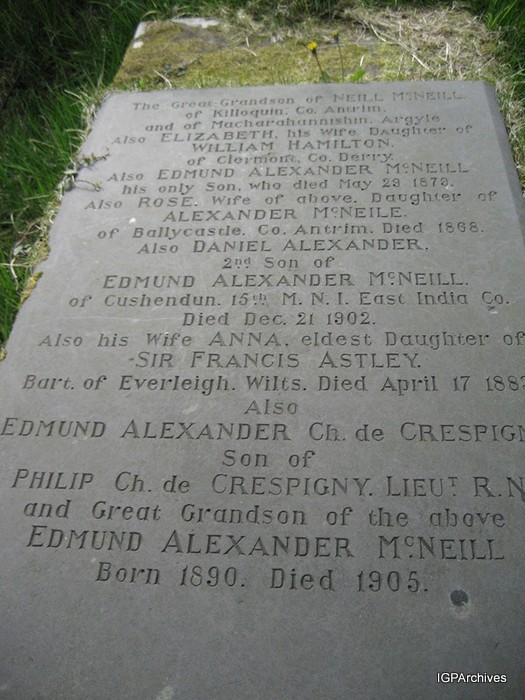 The Great-Grandson of NEILL McNEILL.
of Killoquin. Co. Antrim.
and of Macharahannishin. Argyle
Also ELIZABETH, his Wife Daughter of
WILLIAM HAMILTON.
of Clermont, Co. Derry.
Also EDMUND ALEXANDER McNEILL
his only Son, who died May 29 1879.
Also ROSE. Wife of above. Daughter of
ALEXANDER McNEILE.
of Ballycastle. Co. Antrim. Died 1868.
Also DANIEL ALEXANDER.
2nd Son of
EDMUND ALEXANDER McNEILL.
of Cushendun. 15th M. N. I. East India Co.
Died Dec. 21 1902.
Also his Wife ANNA, eldest Daughter of
SIR FRANCIS ASTLEY.
Bart. of Everleigh. Wilts. Died April 17
Also
EDMUND ALEXANDER Ch. de CRESPIGN
Son of
PHILIP Ch. de CRESPIGNY. LIEUT R.N
and Great Grandson of the above
EDMUND ALEXANDER McNEILL
Born 1890. Died 1905.
IGPArchives